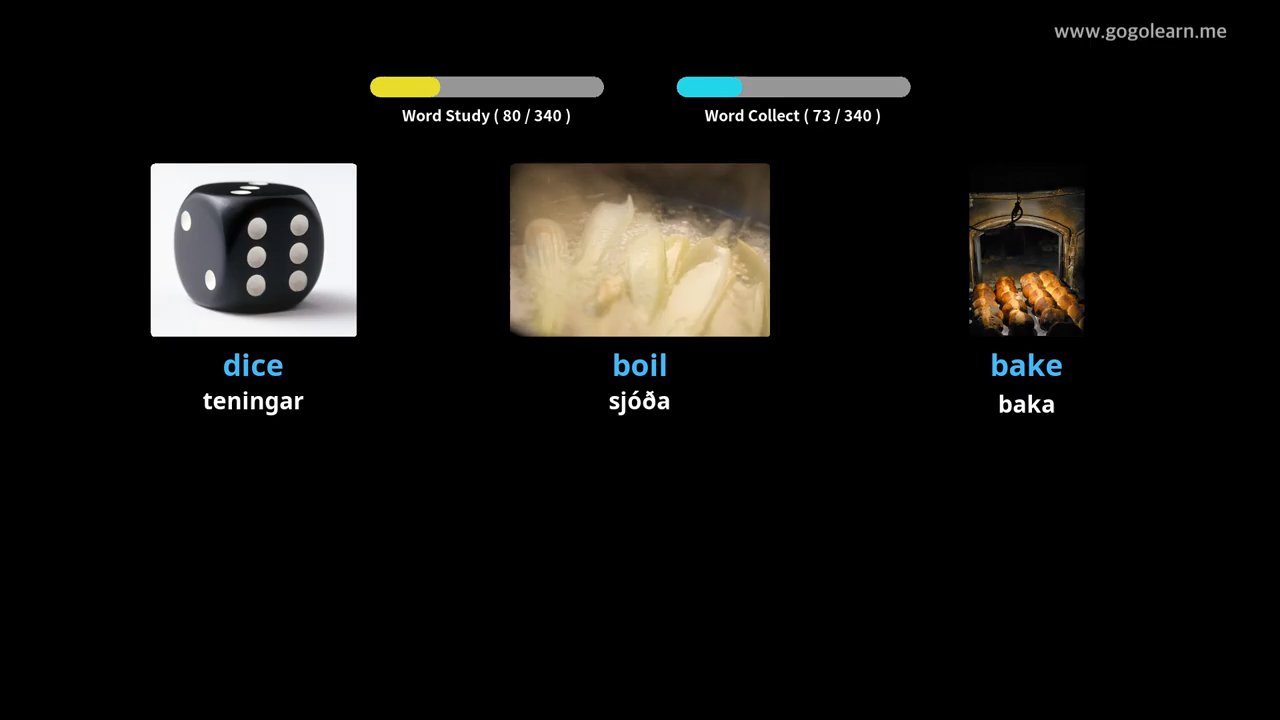 www.gogolearn.me
Word Study ( 80 / 340 )
Word Collect ( 73 / 340 )
dice
teningar
boil
sjóða
bake
baka